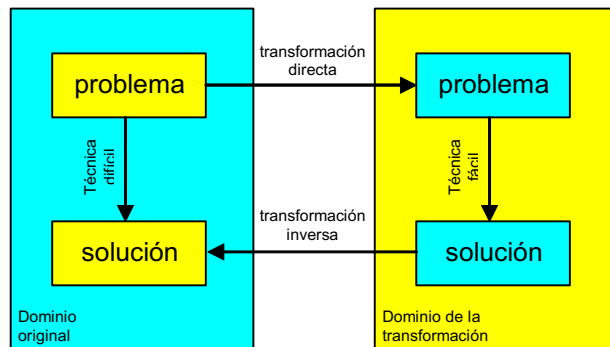 transformación
directa
problema
problema
Técnica
difícil
Técnica
fácil
transformación
inversa
solución
solución
Dominio
original
Dominio de la
transformación